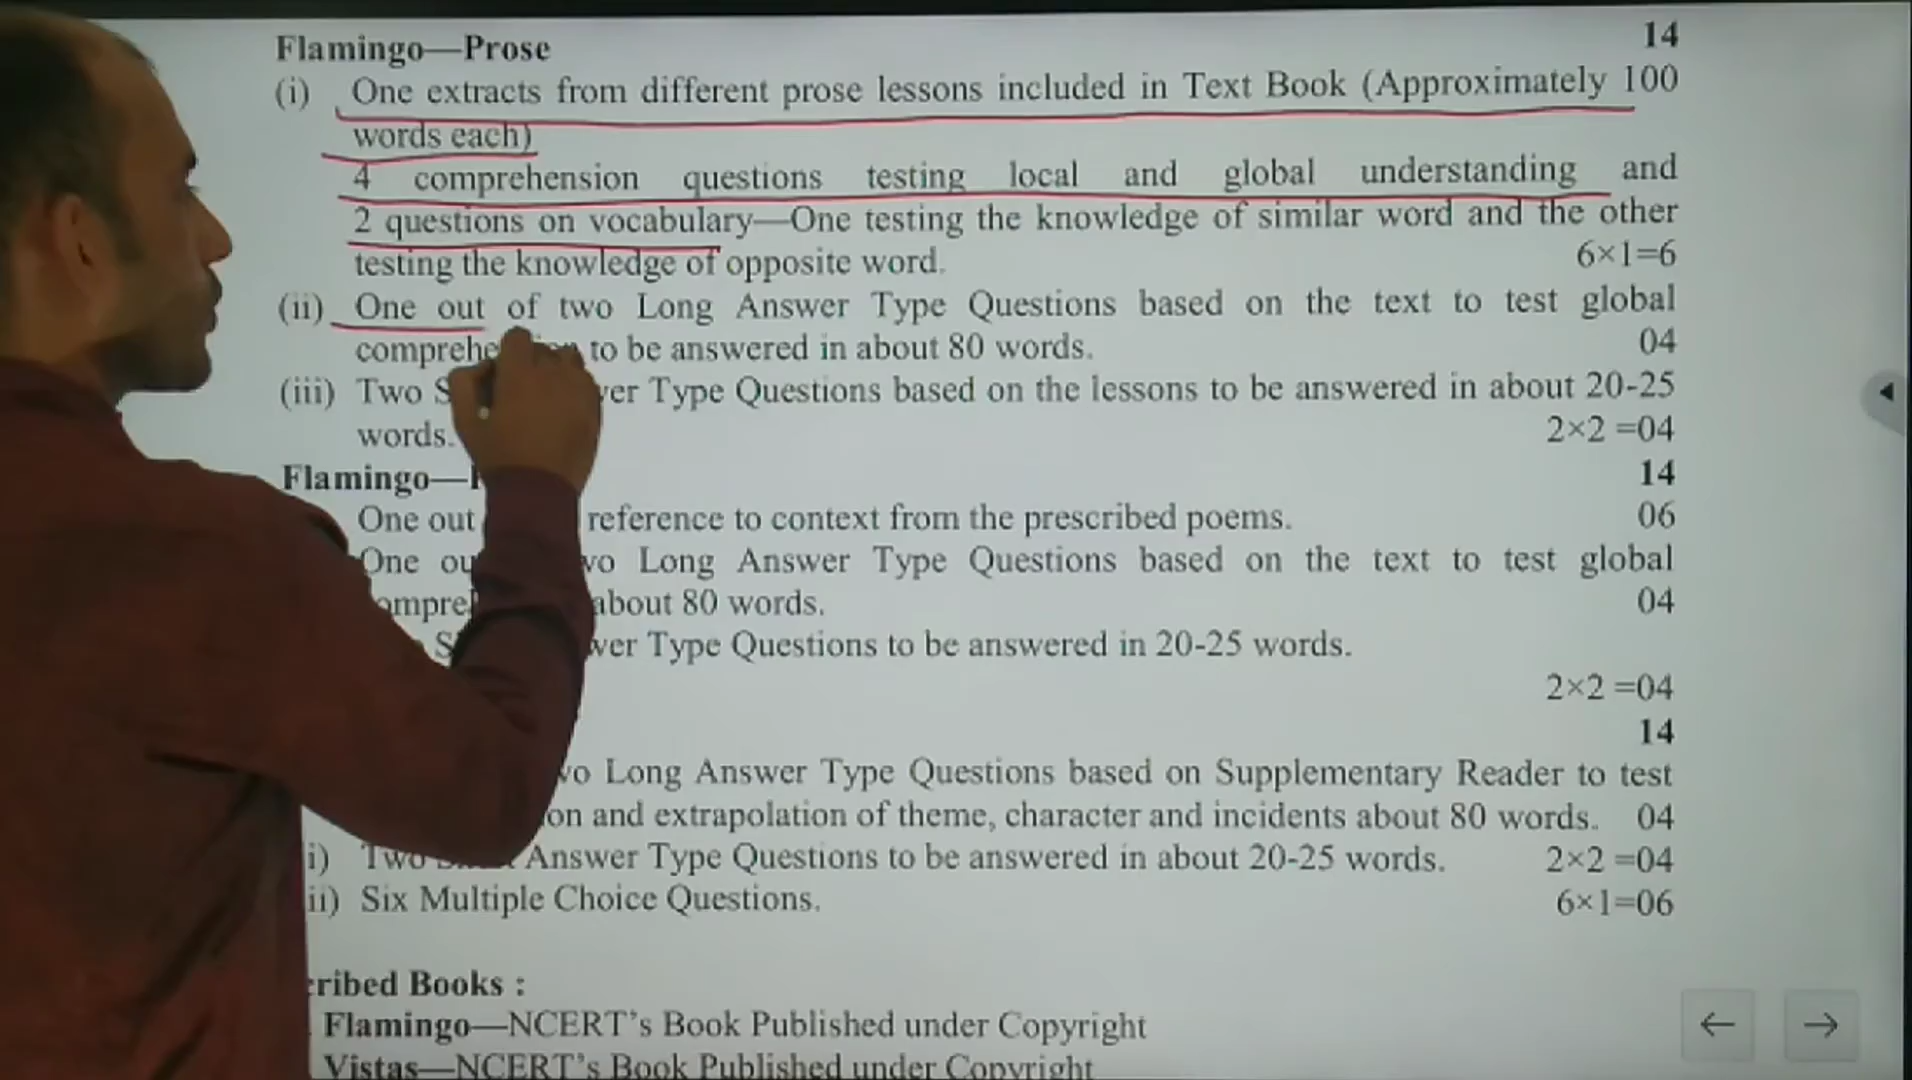 Flamingo—Prose 14
(i) One extracts from different prose lessons included in Text Book (Approximately 100
words each)
4 comprehension questions testing local and global understanding and
2 questions on vocabulary—One testing the knowledge of similar word and the other
testing the knowledge of opposite word. 6×1=6
(ii) One out of two Long Answer Type Questions based on the text to test global
to be answered in about 80 words. 04
(iii) Two Type Questions based on the lessons to be answered in about 20-25
words. 2×2 =04
Flamingo— 14
One out reference to context from the prescribed poems. 06
One Long Answer Type Questions based on the text to test global
about 80 words. 04
Type Questions to be answered in 20-25 words.
2×2 =04
14
Long Answer Type Questions based on Supplementary Reader to test
and extrapolation of theme, character and incidents about 80 words. 04
i) Two Answer Type Questions to be answered in about 20-25 words. 2×2 =04
ii) Six Multiple Choice Questions. 6×1=06
Books :
Flamingo—NCERT's Book Published under Copyright
Vistas—NCERT's Book Published under Copyright